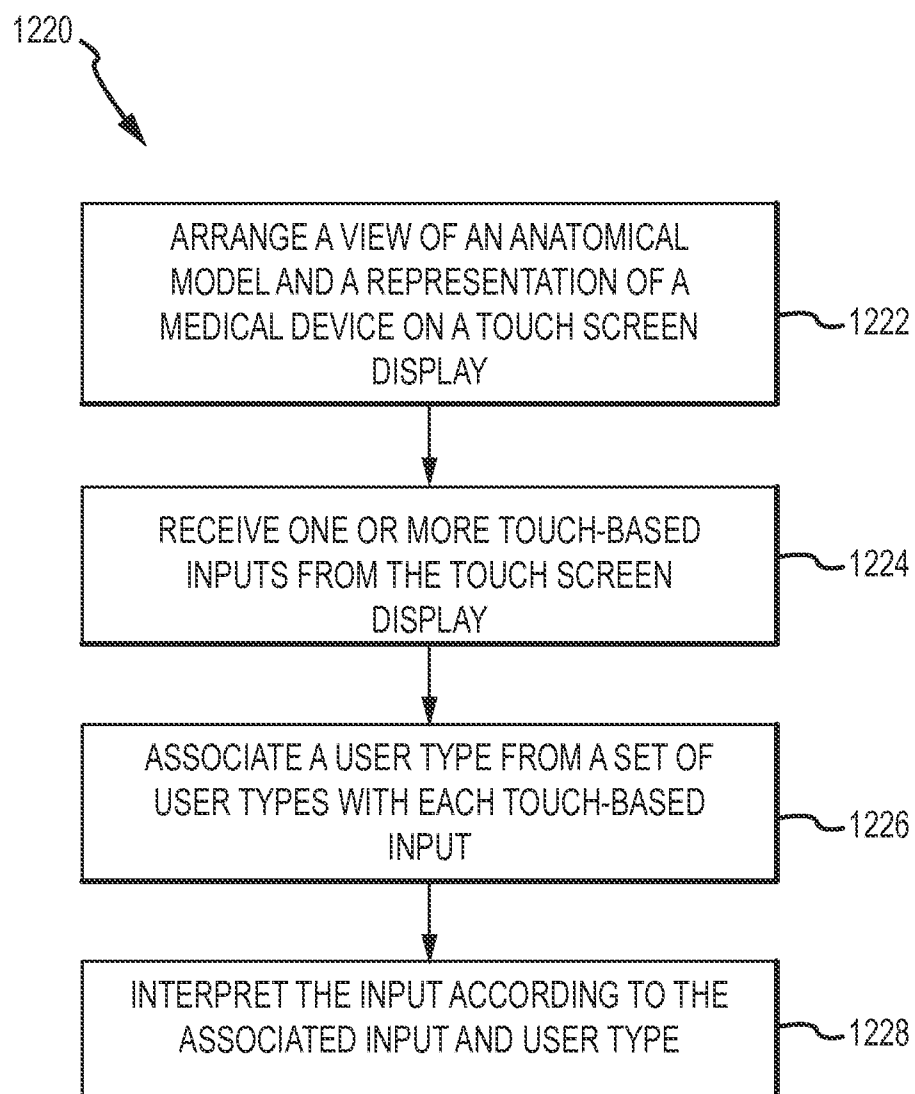 1220
ARRANGE A VIEW OF AN ANATOMICAL
MODEL AND A REPRESENTATION OF A
MEDICAL DEVICE ON A TOUCH SCREEN
DISPLAY
1222
RECEIVE ONE OR MORE TOUCH-BASED
INPUTS FROM THE TOUCH SCREEN
DISPLAY
1224
ASSOCIATE A USER TYPE FROM A SET OF
USER TYPES WITH EACH TOUCH-BASED
INPUT
1226
INTERPRET THE INPUT ACCORDING TO THE
ASSOCIATED INPUT AND USER TYPE
1228